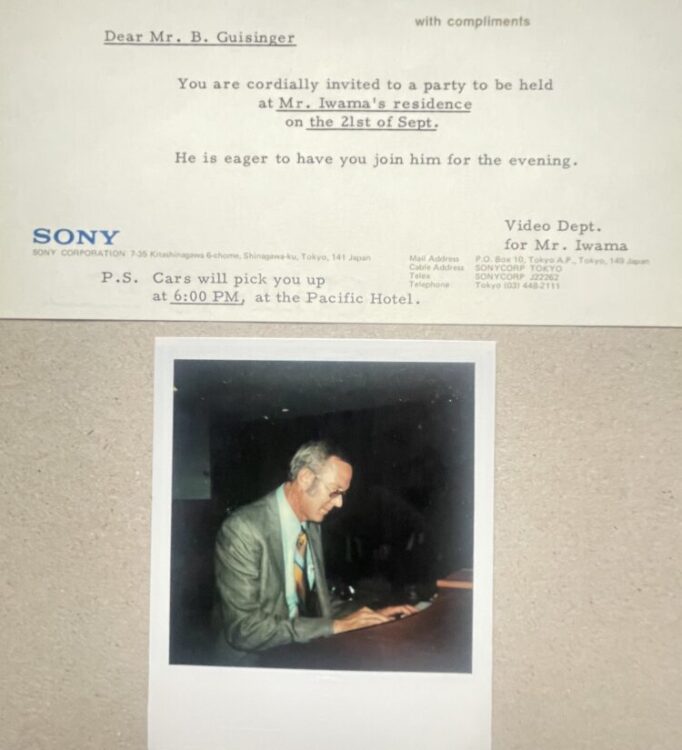 with compliments
Dear Mr. B. Guisinger
You are cordially invited to a party to be held
at Mr. Iwama's residence
on the 21st of Sept.
He is eager to have you join him for the evening.
Video Dept.
for Mr. Iwama
SONY
SONY CORPORATION 7-35 Kitashinagawa 6-chome, Shinagawa-ku, Tokyo, 141 Japan
Mail Address P.O. Box 10, Tokyo A.P., Tokyo, 149 Japan
Cable Address SONYCORP TOKYO
Telex SONYCORP J22262
Telephone Tokyo (03) 448-2111
P.S. Cars will pick you up
at 6:00 PM, at the Pacific Hotel.